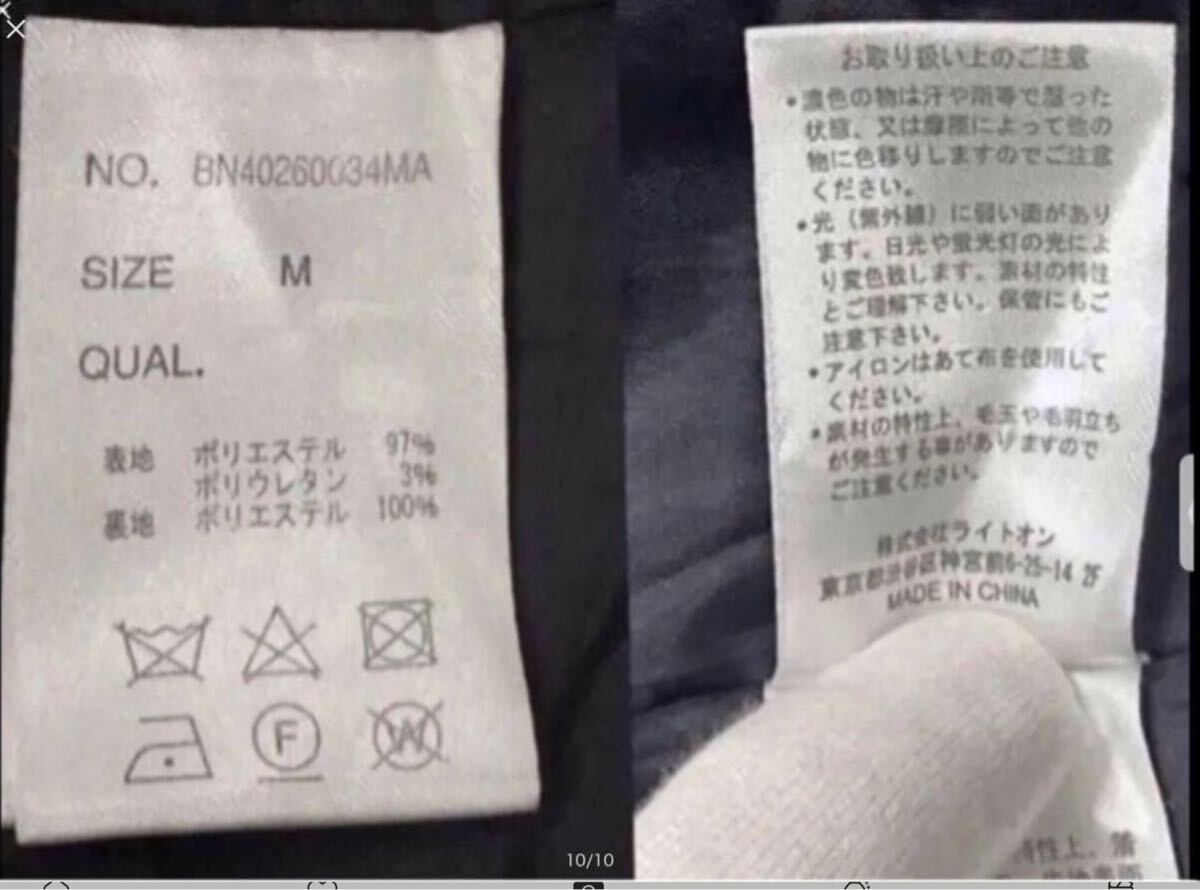 NO. BN40260034MA
SIZE M
QUAL.
表地 ポリエステル 97%
ポリウレタン 3%
裏地 ポリエステル 100%
F
W
お取り扱い上のご注意
•濃色の物は汗や雨等で湿った
状態、又は摩擦によって他の
物に色移りしますのでご注意
ください。
•光（紫外線）に弱い面があり
ます。日光や蛍光灯の光によ
り変色致します。素材の特性
とご理解下さい。保管にもご
注意下さい。
•アイロンはあて布を使用して
ください。
•素材の特性上、毛玉や毛羽立ち
が発生する事がありますので
ご注意ください。
株式会社ライトオン
東京都渋谷区神宮前6-25-14 2F
MADE IN CHINA
特性上、
10/10